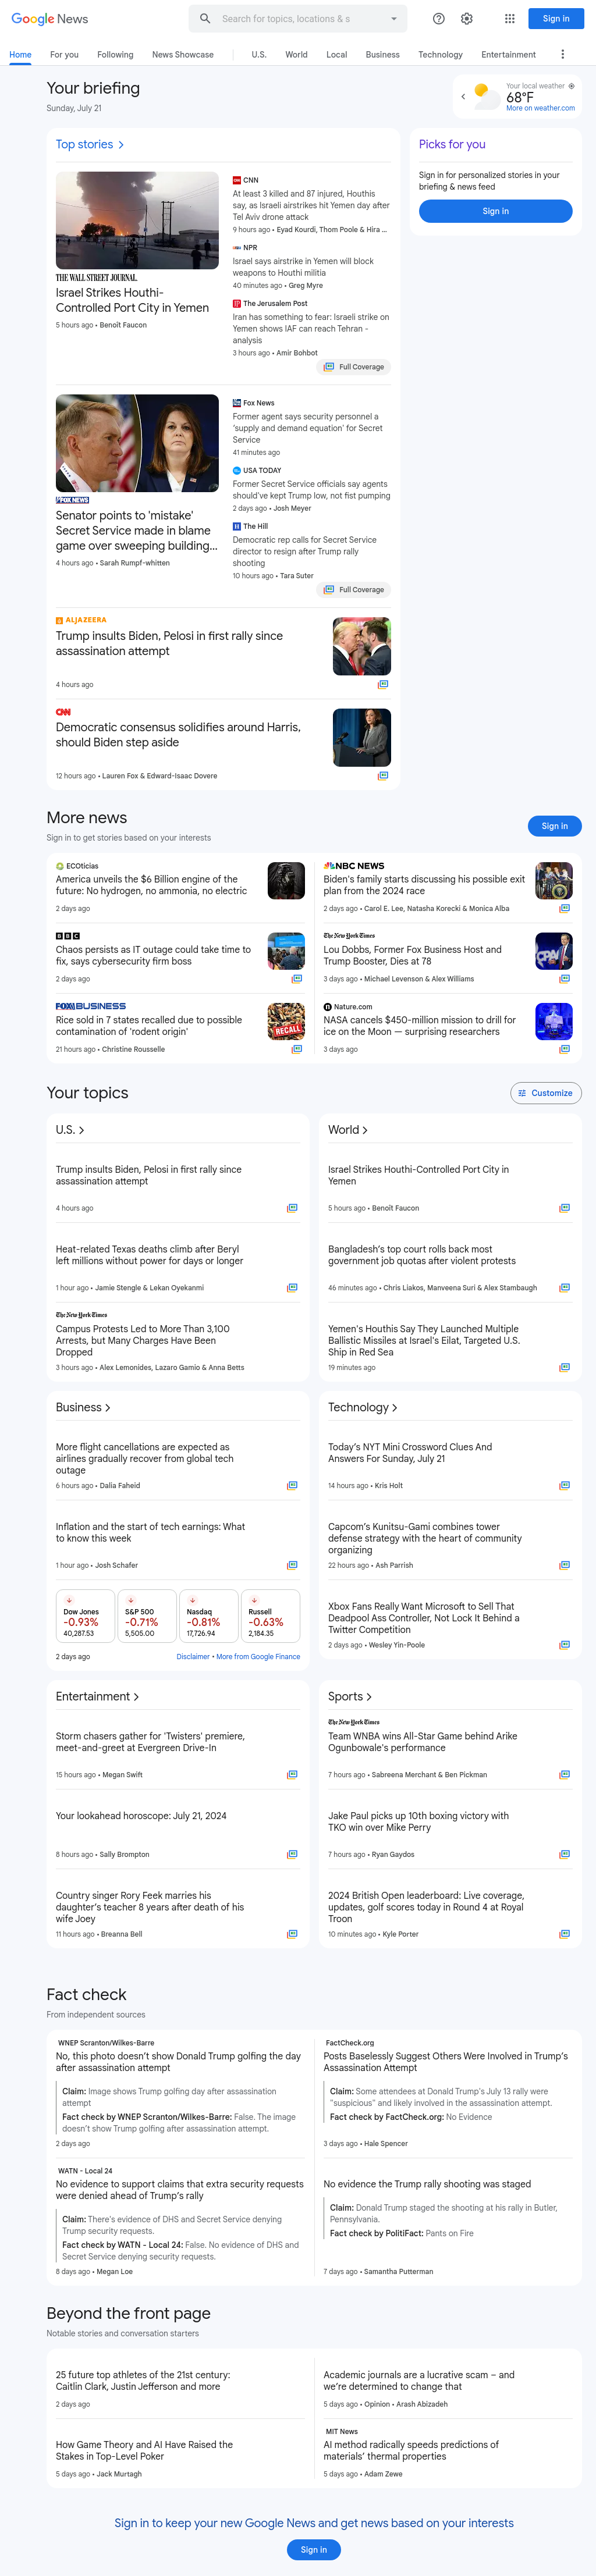 Google News
Search for topics, locations & s
Sign in
Home
For you
Following
News Showcase
U.S.
World
Local
Business
Technology
Entertainment
Your briefing
Sunday, July 21
Your local weather
68°F
More on weather.com
Top stories
THE WALL STREET JOURNAL.
Israel Strikes Houthi-
Controlled Port City in Yemen
5 hours ago • Benoît Faucon
CNN
At least 3 killed and 87 injured, Houthis
say, as Israeli airstrikes hit Yemen day after
Tel Aviv drone attack
9 hours ago • Eyad Kourdi, Thom Poole & Hira ...
NPR
Israel says airstrike in Yemen will block
weapons to Houthi militia
40 minutes ago • Greg Myre
The Jerusalem Post
Iran has something to fear: Israeli strike on
Yemen shows IAF can reach Tehran -
analysis
3 hours ago • Amir Bohbot
Full Coverage
Picks for you
Sign in for personalized stories in your
briefing & news feed
Sign in
FOX NEWS
Senator points to 'mistake'
Secret Service made in blame
game over sweeping building...
4 hours ago • Sarah Rumpf-whitten
Fox News
Former agent says security personnel a
'supply and demand equation' for Secret
Service
41 minutes ago
USA TODAY
Former Secret Service officials say agents
should've kept Trump low, not fist pumping
2 days ago • Josh Meyer
The Hill
Democratic rep calls for Secret Service
director to resign after Trump rally
shooting
10 hours ago • Tara Suter
Full Coverage
ALJAZEERA
Trump insults Biden, Pelosi in first rally since
assassination attempt
4 hours ago
CNN
Democratic consensus solidifies around Harris,
should Biden step aside
12 hours ago • Lauren Fox & Edward-Isaac Dovere
More news
Sign in to get stories based on your interests
Sign in
ECOticias
America unveils the $6 Billion engine of the
future: No hydrogen, no ammonia, no electric
2 days ago
NBC NEWS
Biden's family starts discussing his possible exit
plan from the 2024 race
2 days ago • Carol E. Lee, Natasha Korecki & Monica Alba
BBC
Chaos persists as IT outage could take time to
fix, says cybersecurity firm boss
2 days ago
The New York Times
Lou Dobbs, Former Fox Business Host and
Trump Booster, Dies at 78
3 days ago • Michael Levenson & Alex Williams
CPAC
FOX BUSINESS
Rice sold in 7 states recalled due to possible
contamination of 'rodent origin'
21 hours ago • Christine Rousselle
RECALL
Nature.com
NASA cancels $450-million mission to drill for
ice on the Moon — surprising researchers
3 days ago
Your topics
Customize
U.S.
Trump insults Biden, Pelosi in first rally since
assassination attempt
4 hours ago
Heat-related Texas deaths climb after Beryl
left millions without power for days or longer
1 hour ago • Jamie Stengle & Lekan Oyekanmi
The New York Times
Campus Protests Led to More Than 3,100
Arrests, but Many Charges Have Been
Dropped
3 hours ago • Alex Lemonides, Lazaro Gamio & Anna Betts
World
Israel Strikes Houthi-Controlled Port City in
Yemen
5 hours ago • Benoît Faucon
Bangladesh's top court rolls back most
government job quotas after violent protests
46 minutes ago • Chris Liakos, Manveena Suri & Alex Stambaugh
Yemen's Houthis Say They Launched Multiple
Ballistic Missiles at Israel's Eilat, Targeted U.S.
Ship in Red Sea
19 minutes ago
Business
More flight cancellations are expected as
airlines gradually recover from global tech
outage
6 hours ago • Dalia Faheid
Inflation and the start of tech earnings: What
to know this week
1 hour ago • Josh Schafer
Dow Jones
-0.93%
40,287.53
S&P 500
-0.71%
5,505.00
Nasdaq
-0.81%
17,726.94
Russell
-0.63%
2,184.35
2 days ago
Disclaimer • More from Google Finance
Technology
Today's NYT Mini Crossword Clues And
Answers For Sunday, July 21
14 hours ago • Kris Holt
Capcom's Kunitsu-Gami combines tower
defense strategy with the heart of community
organizing
22 hours ago • Ash Parrish
Xbox Fans Really Want Microsoft to Sell That
Deadpool Ass Controller, Not Lock It Behind a
Twitter Competition
2 days ago • Wesley Yin-Poole
Entertainment
Storm chasers gather for 'Twisters' premiere,
meet-and-greet at Evergreen Drive-In
15 hours ago • Megan Swift
Your lookahead horoscope: July 21, 2024
8 hours ago • Sally Brompton
Country singer Rory Feek marries his
daughter's teacher 8 years after death of his
wife Joey
11 hours ago • Breanna Bell
Sports
The New York Times
Team WNBA wins All-Star Game behind Arike
Ogunbowale's performance
7 hours ago • Sabreena Merchant & Ben Pickman
Jake Paul picks up 10th boxing victory with
TKO win over Mike Perry
7 hours ago • Ryan Gaydos
2024 British Open leaderboard: Live coverage,
updates, golf scores today in Round 4 at Royal
Troon
10 minutes ago • Kyle Porter
Fact check
From independent sources
WNEP Scranton/Wilkes-Barre
No, this photo doesn't show Donald Trump golfing the day
after assassination attempt
Claim: Image shows Trump golfing day after assassination
attempt
Fact check by WNEP Scranton/Wilkes-Barre: False. The image
doesn't show Trump golfing after assassination attempt.
2 days ago
FactCheck.org
Posts Baselessly Suggest Others Were Involved in Trump's
Assassination Attempt
Claim: Some attendees at Donald Trump's July 13 rally were
"suspicious" and likely involved in the assassination attempt.
Fact check by FactCheck.org: No Evidence
3 days ago • Hale Spencer
WATN - Local 24
No evidence to support claims that extra security requests
were denied ahead of Trump's rally
Claim: There's evidence of DHS and Secret Service denying
Trump security requests.
Fact check by WATN - Local 24: False. No evidence of DHS and
Secret Service denying security requests.
8 days ago • Megan Loe
No evidence the Trump rally shooting was staged
Claim: Donald Trump staged the shooting at his rally in Butler,
Pennsylvania.
Fact check by PolitiFact: Pants on Fire
7 days ago • Samantha Putterman
Beyond the front page
Notable stories and conversation starters
25 future top athletes of the 21st century:
Caitlin Clark, Justin Jefferson and more
2 days ago
Academic journals are a lucrative scam – and
we're determined to change that
5 days ago • Opinion • Arash Abizadeh
How Game Theory and AI Have Raised the
Stakes in Top-Level Poker
5 days ago • Jack Murtagh
MIT News
AI method radically speeds predictions of
materials' thermal properties
5 days ago • Adam Zewe
Sign in to keep your new Google News and get news based on your interests
Sign in